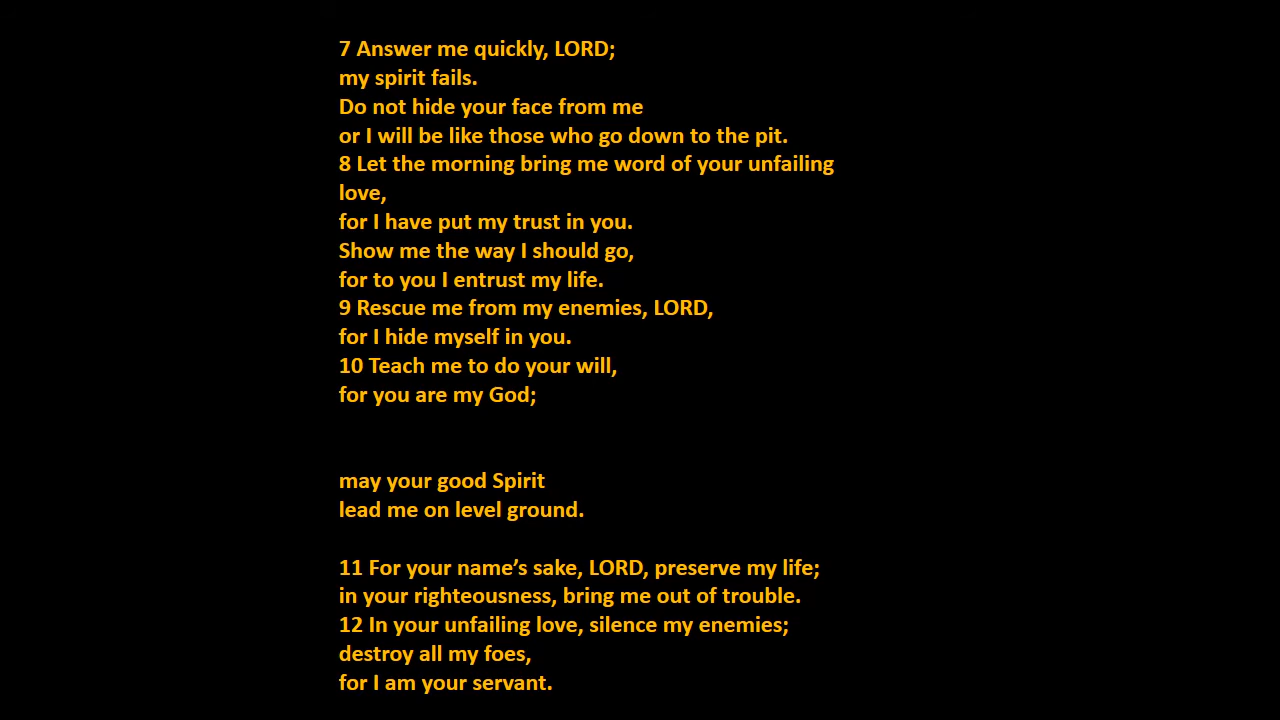 7 Answer me quickly, LORD;
my spirit fails.
Do not hide your face from me
or I will be like those who go down to the pit.
8 Let the morning bring me word of your unfailing
love,
for I have put my trust in you.
Show me the way I should go,
for to you I entrust my life.
9 Rescue me from my enemies, LORD,
for I hide myself in you.
10 Teach me to do your will,
for you are my God;
may your good Spirit
lead me on level ground.
11 For your name’s sake, LORD, preserve my life;
in your righteousness, bring me out of trouble.
12 In your unfailing love, silence my enemies;
destroy all my foes,
for I am your servant.